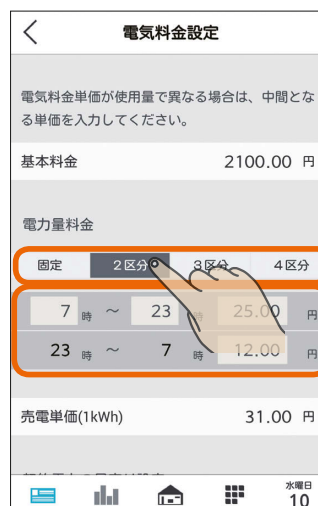 電気料金設定
電気料金単価が使用量で異なる場合は、中間とな
る単価を入力してください。
基本料金 2100.00 円
電力量料金
固定 2区分 3区分 4区分
7 時 ~ 23 時 25.00 円
23 時 ~ 7 時 12.00 円
売電単価(1kWh) 31.00 円
水曜日
10